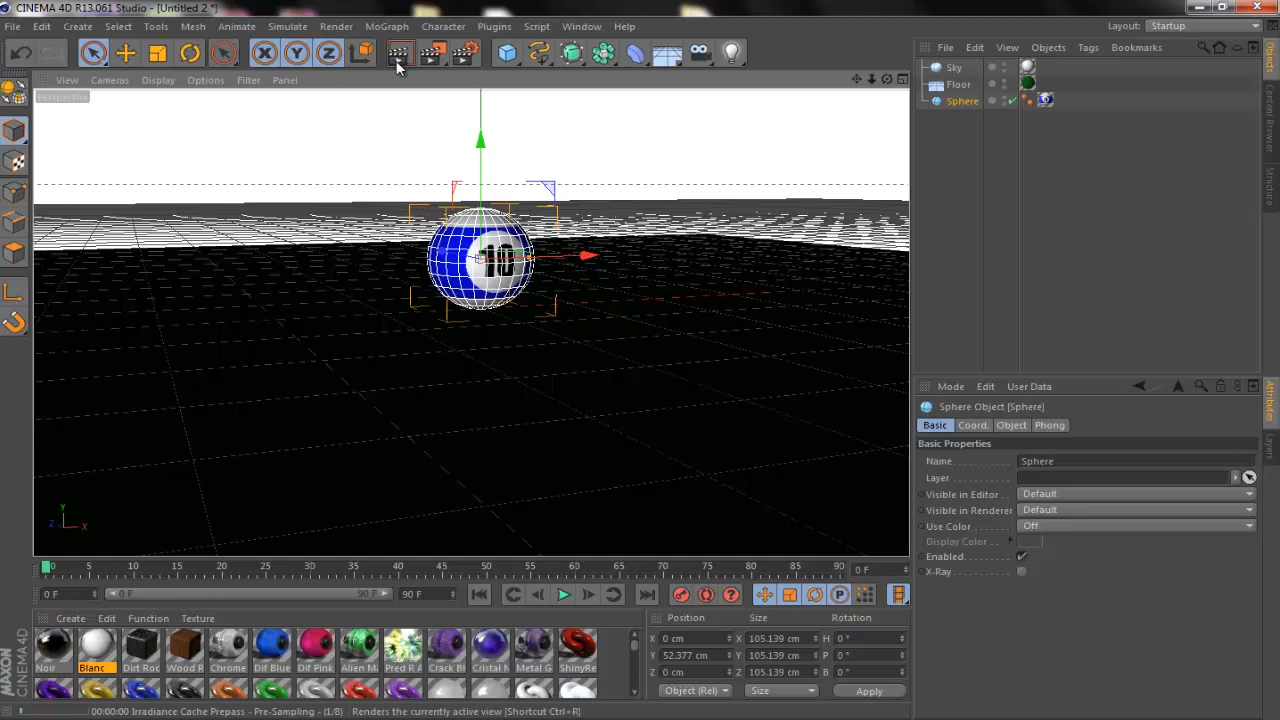 CINEMA 4D R13.061 Studio - [Untitled 2 *]
File Edit Create Select Tools Mesh Animate Simulate Render MoGraph Character Plugins Script Window Help
Layout: Startup
View Cameras Display Options Filter Panel
Perspective
10
Y
Z X
File Edit View Objects Tags Bookmarks
Sky
Floor
Sphere
Objects
Content Browser
Structure
Mode Edit User Data
Sphere Object [Sphere]
Basic Coord. Object Phong
Basic Properties
Name Sphere
Layer
Visible in Editor Default
Visible in Renderer Default
Use Color Off
Display Color
Enabled
X-Ray
Attributes
Layers
0 5 10 15 20 25 30 35 40 45 50 55 60 65 70 75 80 85 90 0 F
0 F 0 F 90 F 90 F
Create Edit Function Texture
Noir Blanc Dirt Roc Wood R Chrome Dif Blue Dif Pink Alien M Pred R A Crack Bl Cristal N Metal G ShinyRe
Position Size Rotation
X 0 cm X 105.139 cm H 0 °
Y 52.377 cm Y 105.139 cm P 0 °
Z 0 cm Z 105.139 cm B 0 °
Object (Rel) Size Apply
MAXON CINEMA4D
00:00:00 Irradiance Cache Prepass - Pre-Sampling - (1/8) Renders the currently active view [Shortcut Ctrl+R]